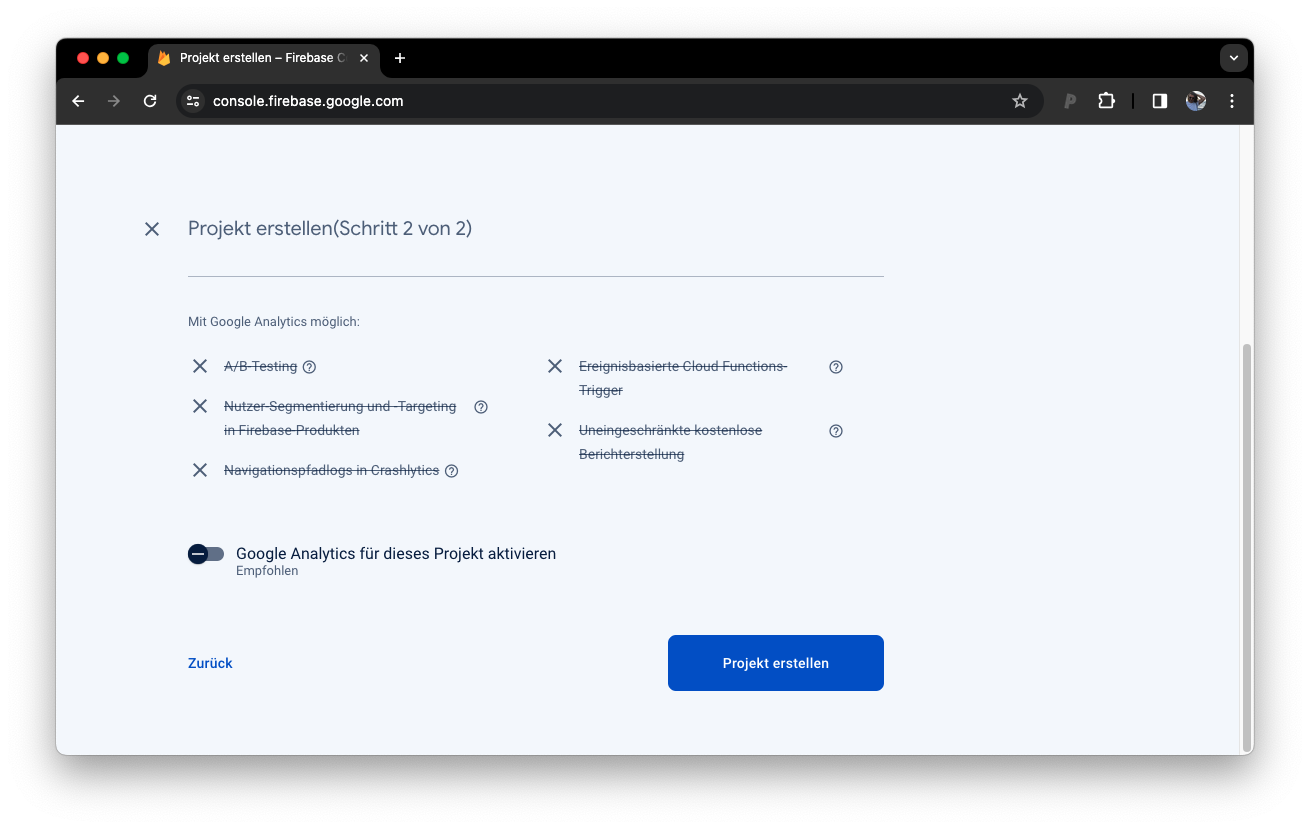 Projekt erstellen – Firebase C
console.firebase.google.com
Projekt erstellen(Schritt 2 von 2)
Mit Google Analytics möglich:
A/B-Testing
Nutzer-Segmentierung und -Targeting
in Firebase-Produkten
Navigationspfadlogs in Crashlytics
Ereignisbasierte Cloud Functions-
Trigger
Uneingeschränkte kostenlose
Berichterstellung
Google Analytics für dieses Projekt aktivieren
Empfohlen
Zurück
Projekt erstellen